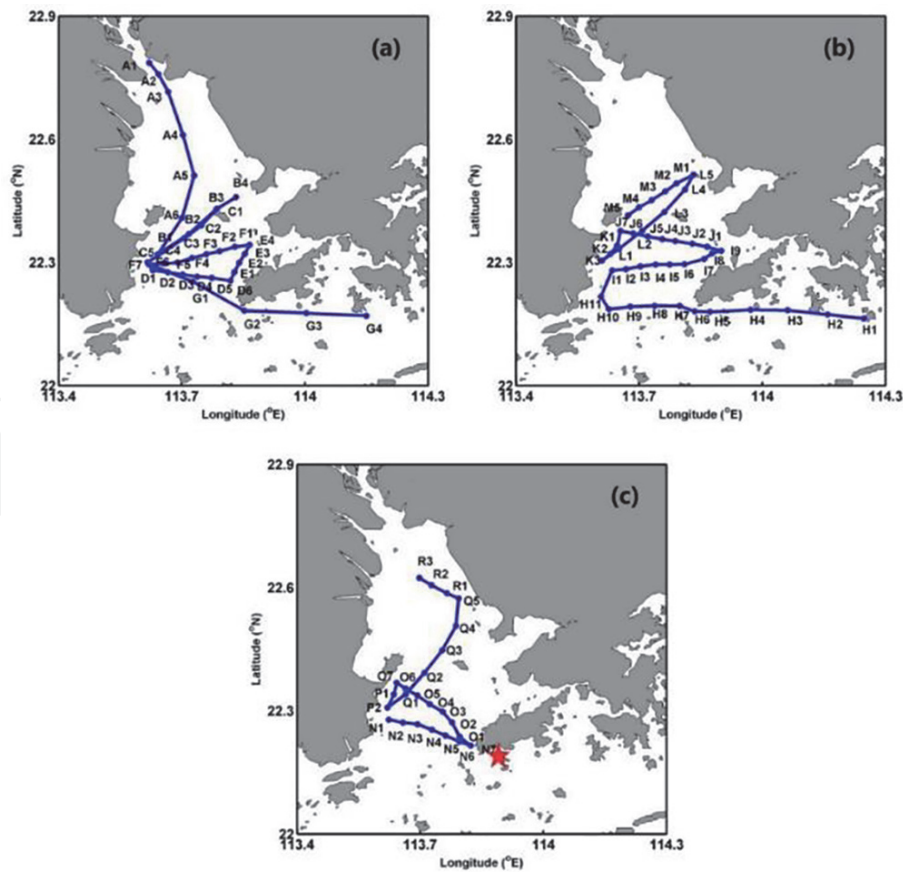 (a)
22.9
22.6
22.3
22
113.4
113.7
114
114.3
Latitude (°N)
Longitude (°E)
A1
A2
A3
A4
A5
A6
B4
B3
B2
B1
C1
C2
C3
C4
C5
D1
D2
D3
D4
D5
D6
E1
E2
E3
E4
F1
F2
F3
F4
F5
F7
G1
G2
G3
G4
(b)
22.9
22.6
22.3
22
113.4
113.7
114
114.3
Latitude (°N)
Longitude (°E)
M1
M2
M3
M4
M5
L5
L4
L3
L2
L1
J7
J6
J5
J4
J3
J2
J1
K1
K2
K3
I9
I8
I7
I6
I5
I4
I3
I2
I1
H11
H10
H9
H8
H7
H6
H5
H4
H3
H2
H1
(c)
22.9
22.6
22.3
22
113.4
113.7
114
114.3
Latitude (°N)
Longitude (°E)
R3
R2
R1
Q5
Q4
Q3
Q2
Q1
O7
O6
O5
O4
O3
O2
O1
P1
P2
N1
N2
N3
N4
N5
N6